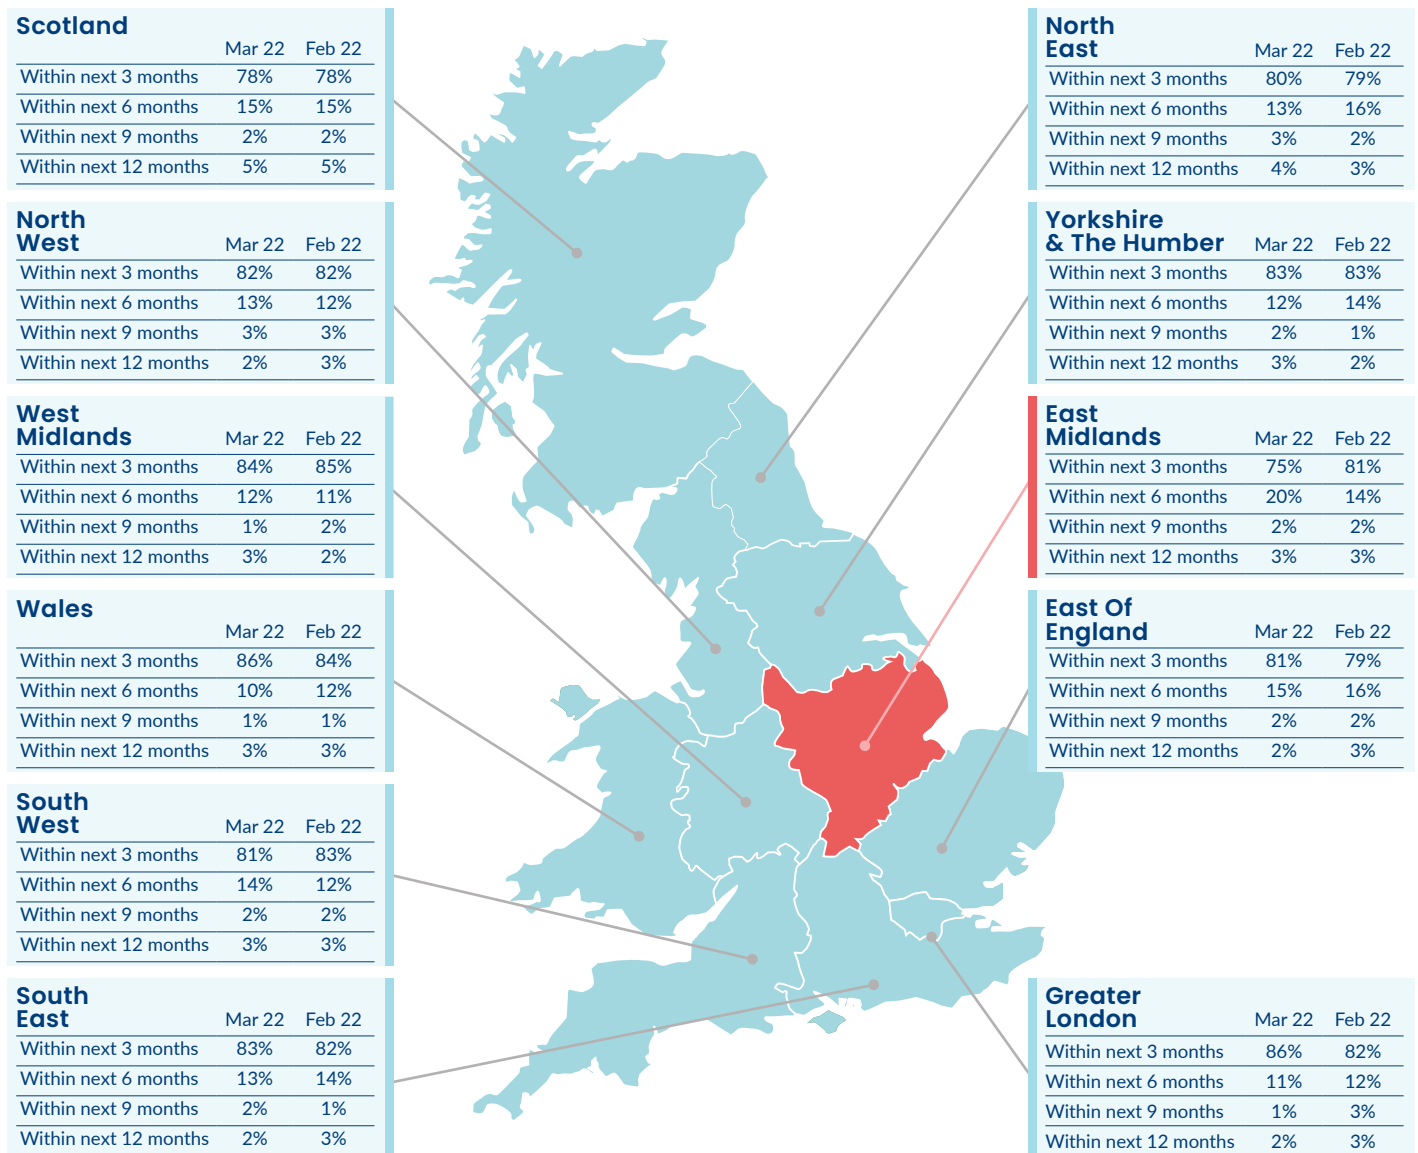 Scotland
Mar 22 Feb 22
Within next 3 months 78% 78%
Within next 6 months 15% 15%
Within next 9 months 2% 2%
Within next 12 months 5% 5%
North
West
Mar 22 Feb 22
Within next 3 months 82% 82%
Within next 6 months 13% 12%
Within next 9 months 3% 3%
Within next 12 months 2% 3%
West
Midlands
Mar 22 Feb 22
Within next 3 months 84% 85%
Within next 6 months 12% 11%
Within next 9 months 1% 2%
Within next 12 months 3% 2%
Wales
Mar 22 Feb 22
Within next 3 months 86% 84%
Within next 6 months 10% 12%
Within next 9 months 1% 1%
Within next 12 months 3% 3%
South
West
Mar 22 Feb 22
Within next 3 months 81% 83%
Within next 6 months 14% 12%
Within next 9 months 2% 2%
Within next 12 months 3% 3%
South
East
Mar 22 Feb 22
Within next 3 months 83% 82%
Within next 6 months 13% 14%
Within next 9 months 2% 1%
Within next 12 months 2% 3%
North
East
Mar 22 Feb 22
Within next 3 months 80% 79%
Within next 6 months 13% 16%
Within next 9 months 3% 2%
Within next 12 months 4% 3%
Yorkshire
& The Humber Mar 22 Feb 22
Within next 3 months 83% 83%
Within next 6 months 12% 14%
Within next 9 months 2% 1%
Within next 12 months 3% 2%
East
Midlands
Mar 22 Feb 22
Within next 3 months 75% 81%
Within next 6 months 20% 14%
Within next 9 months 2% 2%
Within next 12 months 3% 3%
East Of
England
Mar 22 Feb 22
Within next 3 months 81% 79%
Within next 6 months 15% 16%
Within next 9 months 2% 2%
Within next 12 months 2% 3%
Greater
London
Mar 22 Feb 22
Within next 3 months 86% 82%
Within next 6 months 11% 12%
Within next 9 months 1% 3%
Within next 12 months 2% 3%